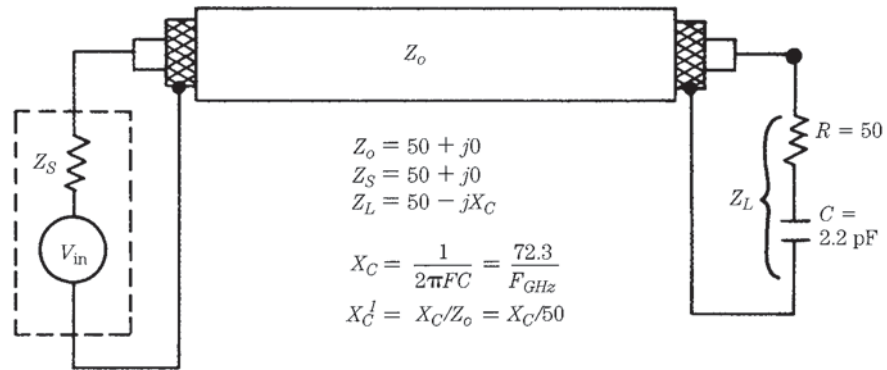 Z_o
Z_S
V_in
Z_o = 50 + j0
Z_S = 50 + j0
Z_L = 50 − jX_C
X_C = 1/2πFC = 72.3/F_GHz
X_C^1 = X_C/Z_o = X_C/50
Z_L
R = 50
C =
2.2 pF